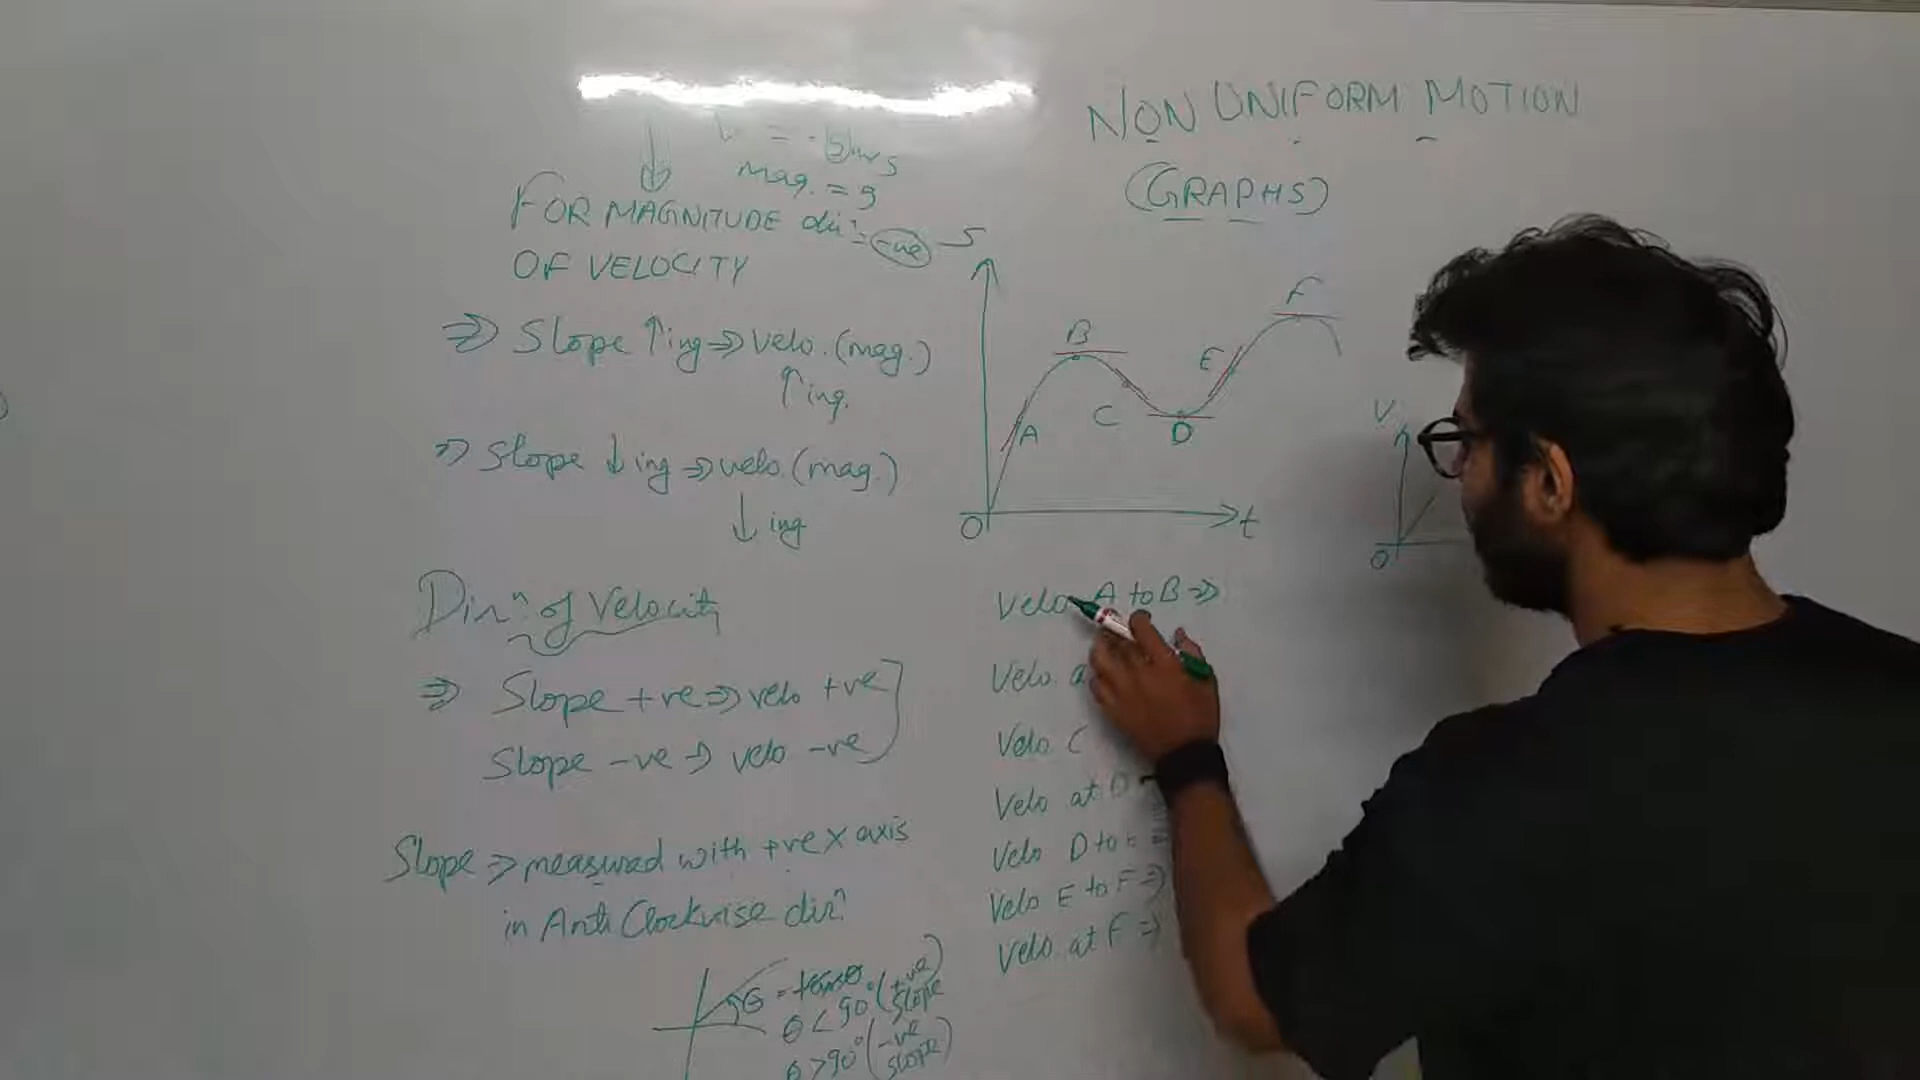 NON UNIFORM MOTION
(GRAPHS)
mag. = 9
FOR MAGNITUDE dirⁿ = -ve
OF VELOCITY
⇒ Slope ↑ing ⇒ velo. (mag.)
↑ing.
⇒ Slope ↓ing ⇒ velo. (mag.)
↓ing
Dirⁿ of Velocity
⇒ Slope +ve ⇒ velo +ve
Slope -ve ⇒ velo -ve
Slope ⇒ measured with +ve x axis
in Anti Clockwise dirⁿ
θ = tanθ
θ < 90° (+ve slope)
θ > 90° (-ve slope)
S
B
F
E
A
C
D
O
t
V
O
Velo A to B ⇒
Velo.
Velo C
Velo at D
Velo D to
Velo E to F ⇒
Velo. at F ⇒